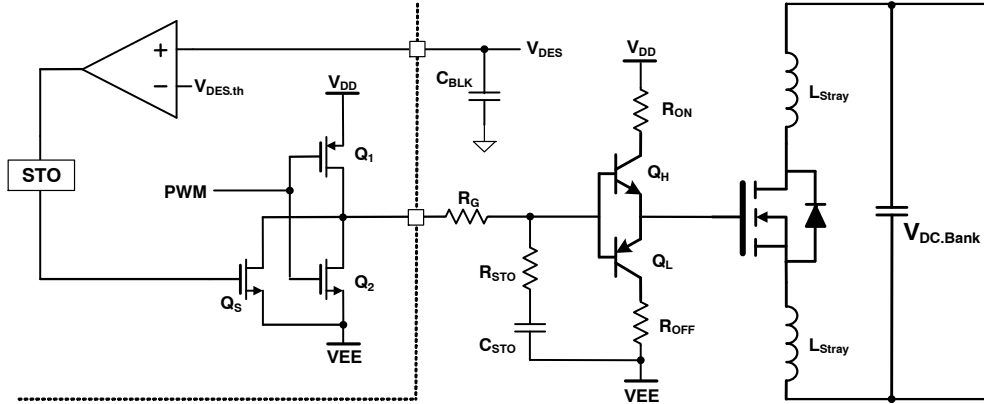 +
−
V_DES.th
V_DES
C_BLK
V_DD
Q_1
STO
PWM
R_G
Q_S
Q_2
VEE
V_DD
R_ON
Q_H
Q_L
R_STO
C_STO
R_OFF
VEE
L_Stray
V_DC.Bank
L_Stray